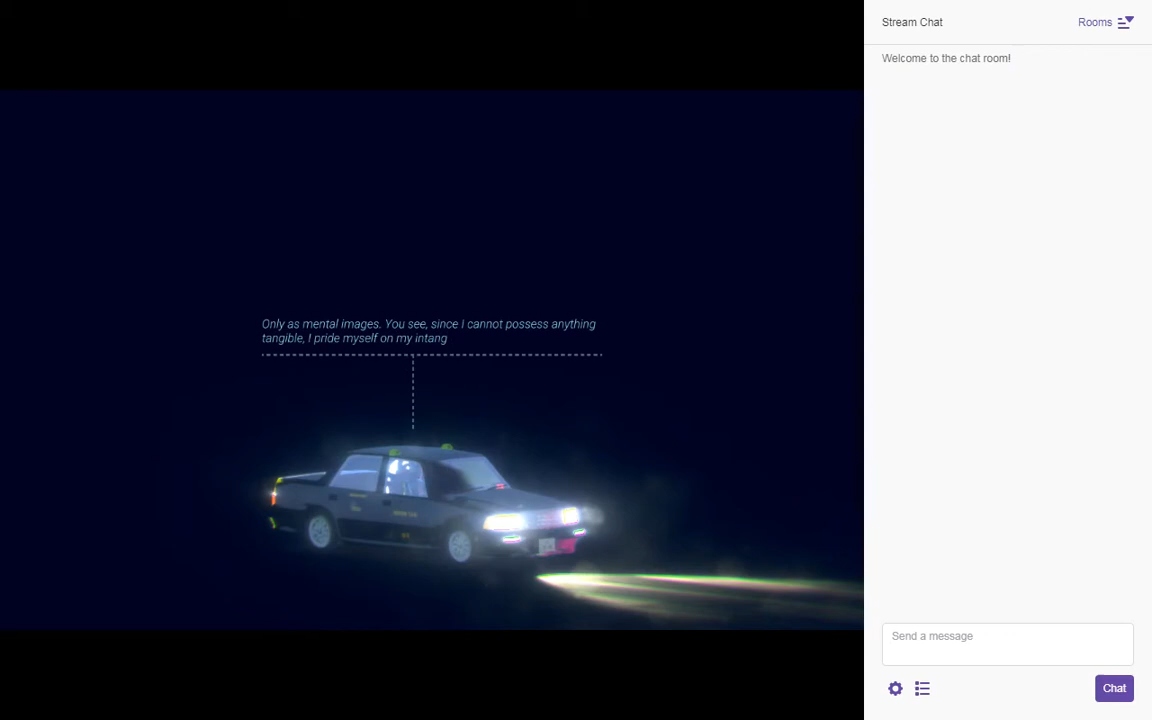 Stream Chat
Rooms
Welcome to the chat room!
Only as mental images. You see, since I cannot possess anything
tangible, I pride myself on my intang
Send a message
Chat